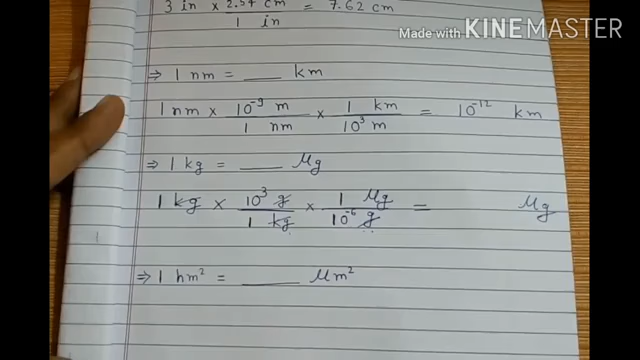 3 in × 2.54 cm / 1 in = 7.62 cm
Made with KINEMASTER
⇒ 1 nm = ____ km
1 nm × 10⁻⁹ m / 1 nm × 1 km / 10³ m = 10⁻¹² km
⇒ 1 kg = ____ μg
1 kg × 10³ g / 1 kg × 1 μg / 10⁻⁶ g = μg
⇒ 1 hm² = ____ μm²